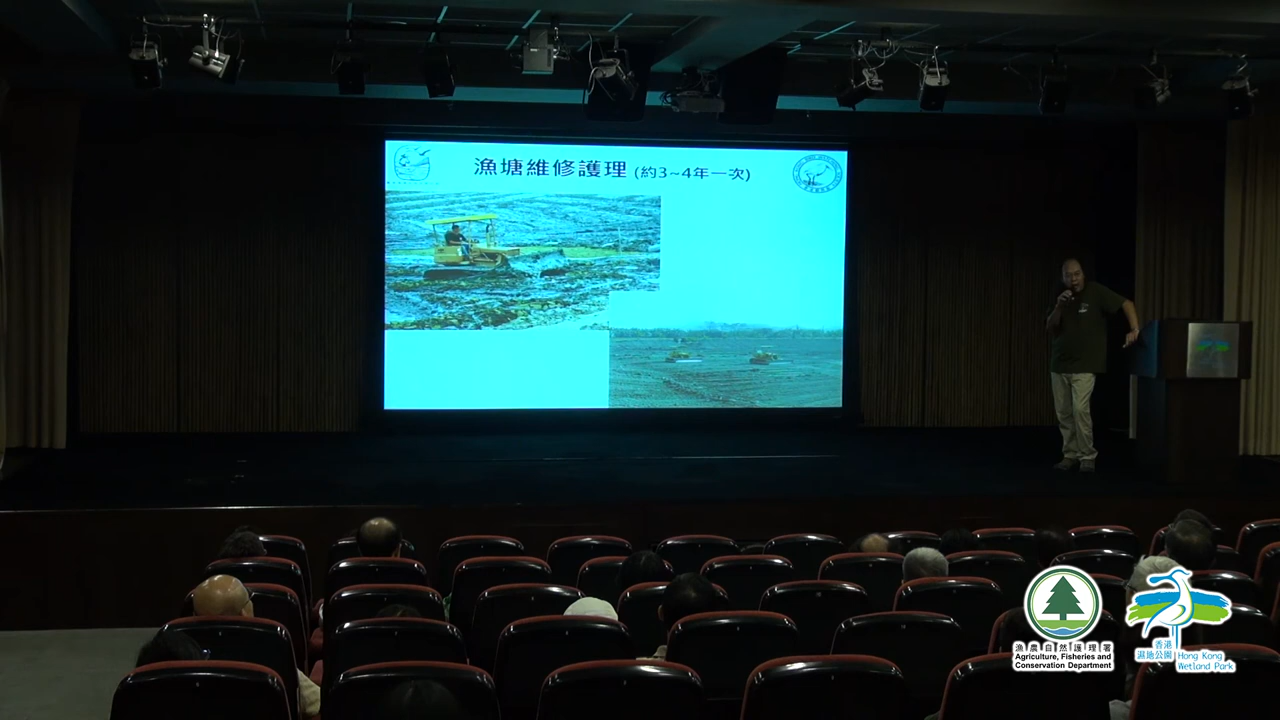 漁塘維修護理 (約3~4年一次)
漁農自然護理署
Agriculture, Fisheries and
Conservation Department
香港
濕地公園
Hong Kong
Wetland Park